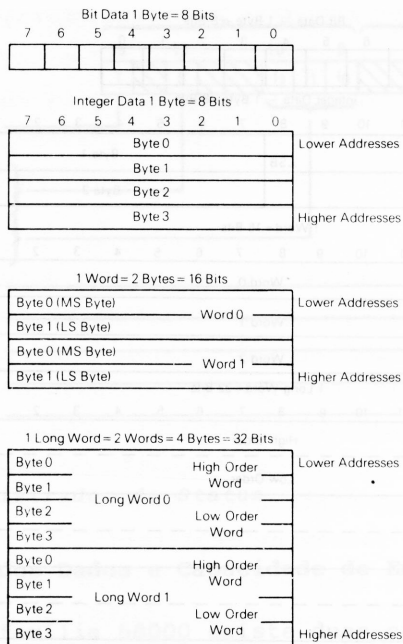 Bit Data 1 Byte = 8 Bits
7 6 5 4 3 2 1 0
Integer Data 1 Byte = 8 Bits
7 6 5 4 3 2 1 0
Byte 0 Lower Addresses
Byte 1
Byte 2
Byte 3 Higher Addresses
1 Word = 2 Bytes = 16 Bits
Byte 0 (MS Byte) Lower Addresses
Word 0
Byte 1 (LS Byte)
Byte 0 (MS Byte)
Word 1
Byte 1 (LS Byte) Higher Addresses
1 Long Word = 2 Words = 4 Bytes = 32 Bits
Byte 0 High Order Lower Addresses
Word
Byte 1
Long Word 0
Byte 2 Low Order
Word
Byte 3
Byte 0 High Order
Word
Byte 1
Long Word 1
Byte 2 Low Order
Word
Byte 3 Higher Addresses